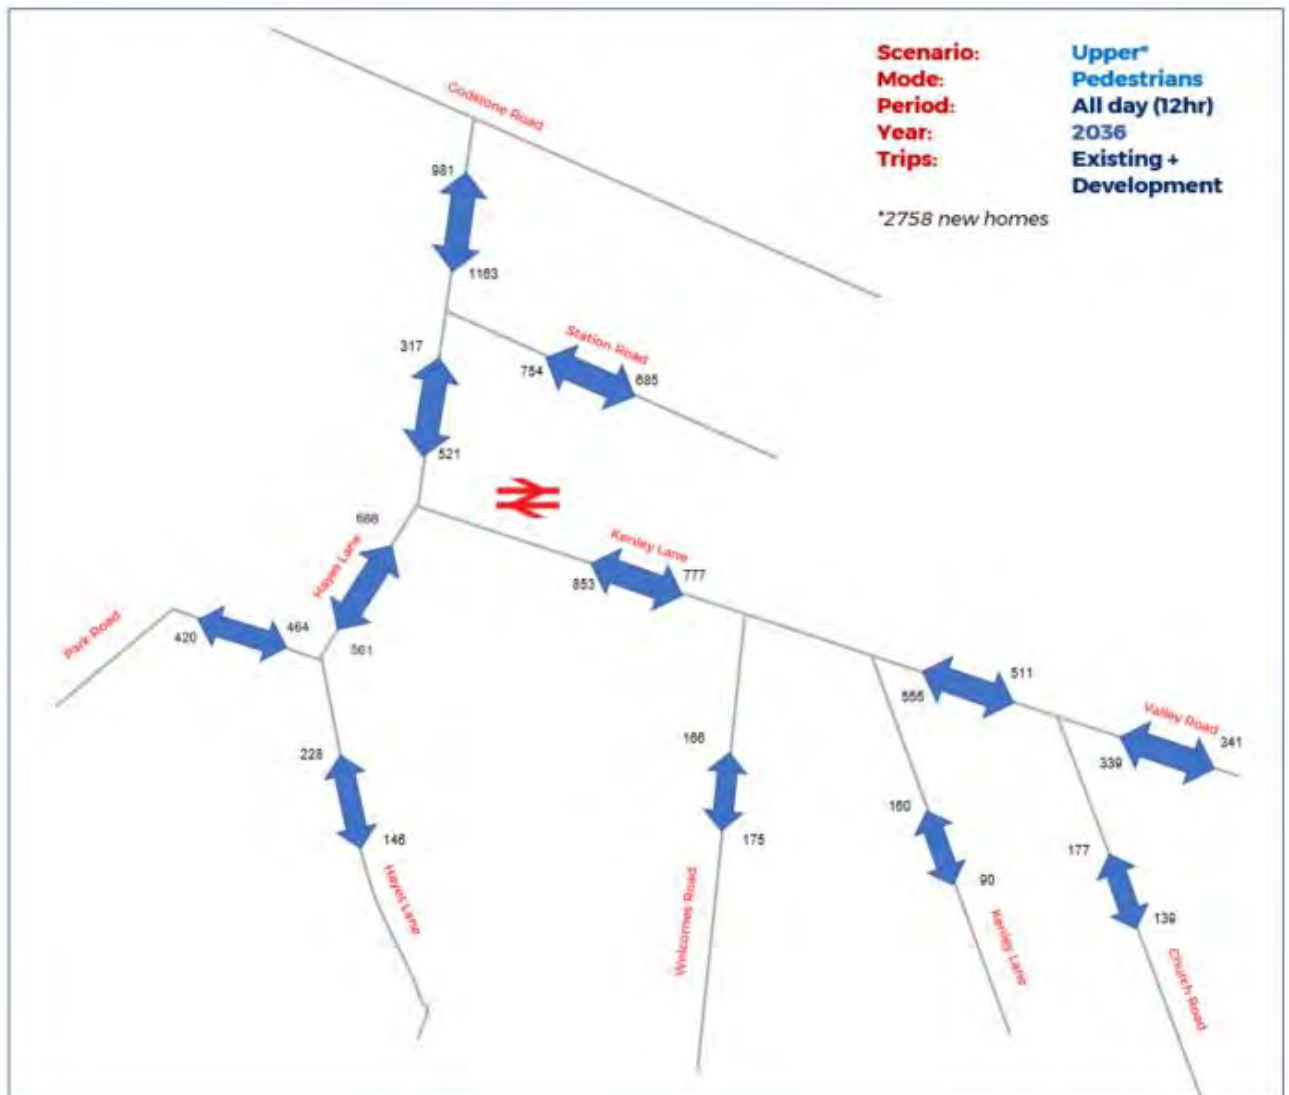 Scenario: Upper*
Mode: Pedestrians
Period: All day (12hr)
Year: 2036
Trips: Existing +
Development
*2758 new homes
Godstone Road
981
1163
317
Station Road
754
685
521
Hayes Lane
Kenley Lane
853
777
Park Road
420
464
561
555
511
Valley Road
339
341
228
146
Hayes Lane
166
175
Welcomes Road
160
90
Kenley Lane
177
139
Church Road